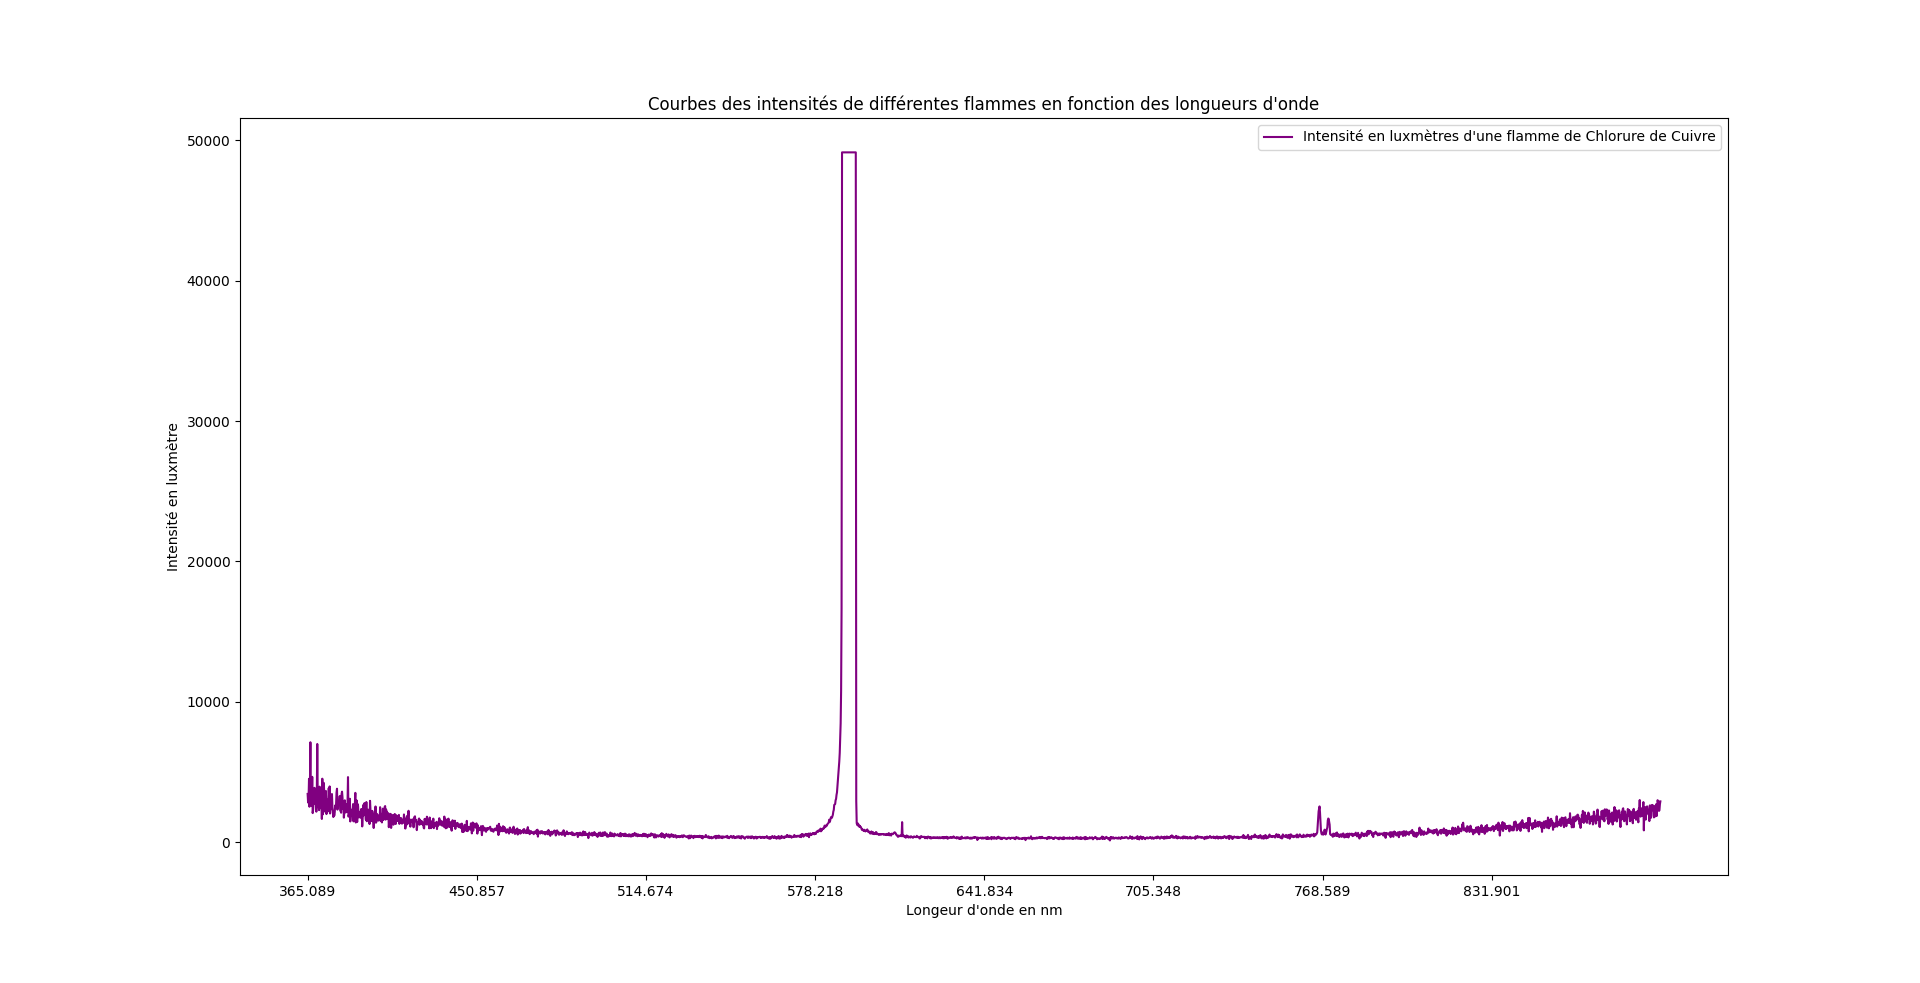 Courbes des intensités de différentes flammes en fonction des longueurs d'onde
Intensité en luxmètres d'une flamme de Chlorure de Cuivre
Intensité en luxmètre
50000
40000
30000
20000
10000
0
365.089 450.857 514.674 578.218 641.834 705.348 768.589 831.901
Longeur d'onde en nm